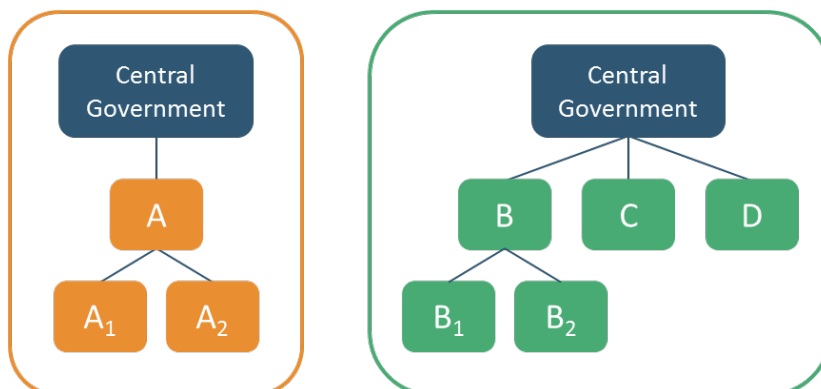 Central
Government
A
A₁
A₂
Central
Government
B
C
D
B₁
B₂